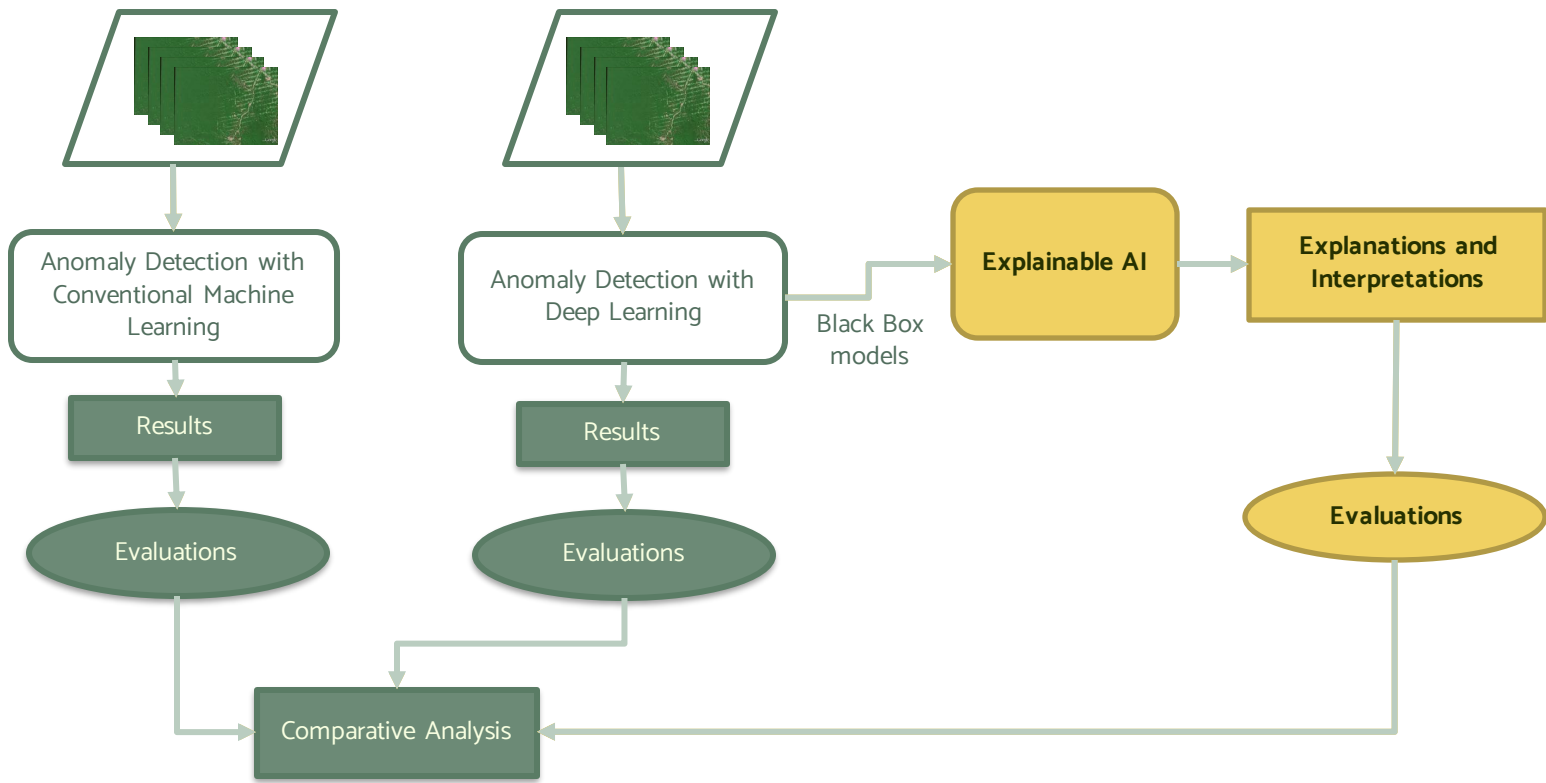 Anomaly Detection with
Conventional Machine
Learning
Results
Evaluations
Anomaly Detection with
Deep Learning
Results
Evaluations
Black Box
models
Explainable AI
Explanations and
Interpretations
Evaluations
Comparative Analysis